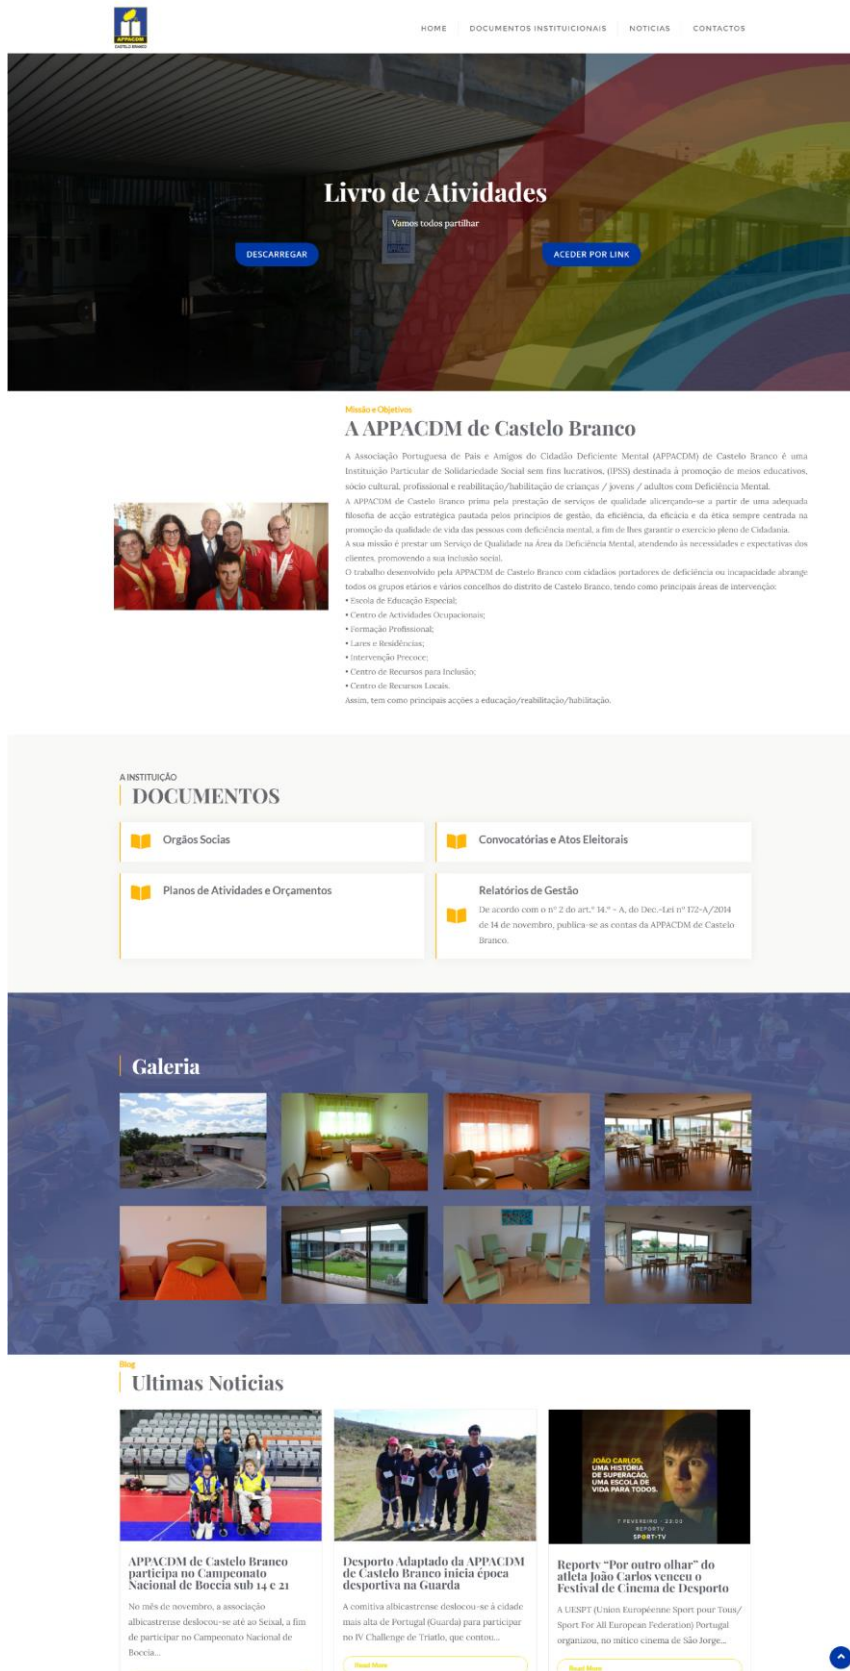 APPACDM
CASTELO BRANCO
HOME
DOCUMENTOS INSTITUICIONAIS
NOTICIAS
CONTACTOS
Livro de Atividades
Vamos todos partilhar
DESCARREGAR
ACEDER POR LINK
Missão e Objetivos
A APPACDM de Castelo Branco
A Associação Portuguesa de Pais e Amigos do Cidadão Deficiente Mental (APPACDM) de Castelo Branco é uma
Instituição Particular de Solidariedade Social sem fins lucrativos, (IPSS) destinada à promoção de meios educativos,
sócio cultural, profissional e reabilitação/habilitação de crianças / jovens / adultos com Deficiência Mental.
A APPACDM de Castelo Branco prima pela prestação de serviços de qualidade alicerçando-se a partir de uma adequada
filosofia de acção estratégica pautada pelos princípios de gestão, da eficiência, da eficácia e da ética sempre centrada na
promoção da qualidade de vida das pessoas com deficiência mental, a fim de lhes garantir o exercício pleno de Cidadania.
A sua missão é prestar um Serviço de Qualidade na Área da Deficiência Mental, atendendo às necessidades e expectativas dos
clientes, promovendo a sua inclusão social.
O trabalho desenvolvido pela APPACDM de Castelo Branco com cidadãos portadores de deficiência ou incapacidade abrange
todos os grupos etários e vários concelhos do distrito de Castelo Branco, tendo como principais áreas de intervenção:
• Escola de Educação Especial;
• Centro de Actividades Ocupacionais;
• Formação Profissional;
• Lares e Residências;
• Intervenção Precoce;
• Centro de Recursos para Inclusão;
• Centro de Recursos Locais.
Assim, tem como principais acções a educação/reabilitação/habilitação.
A INSTITUIÇÃO
DOCUMENTOS
Orgãos Socias
Convocatórias e Atos Eleitorais
Planos de Atividades e Orçamentos
Relatórios de Gestão
De acordo com o nº 2 do art.º 14.º - A, do Dec.-Lei nº 172-A/2014
de 14 de novembro, publica-se as contas da APPACDM de Castelo
Branco.
Galeria
Blog
Ultimas Noticias
JOÃO CARLOS.
UMA HISTÓRIA
DE SUPERAÇÃO,
UMA ESCOLA DE
VIDA PARA TODOS.
7 FEVEREIRO - 23:00
REPORTV
SPORT·TV
APPACDM de Castelo Branco
participa no Campeonato
Nacional de Boccia sub 14 e 21
No mês de novembro, a associação
albicastrense deslocou-se até ao Seixal, a fim
de participar no Campeonato Nacional de
Boccia...
Desporto Adaptado da APPACDM
de Castelo Branco inicia época
desportiva na Guarda
A comitiva albicastrense deslocou-se à cidade
mais alta de Portugal (Guarda) para participar
no IV Challenge de Triatlo, que contou...
Read More
Reportv “Por outro olhar” do
atleta João Carlos venceu o
Festival de Cinema de Desporto
A UESPT (Union Européenne Sport pour Tous/
Sport For All European Federation) Portugal
organizou, no mítico cinema de São Jorge...
Read More